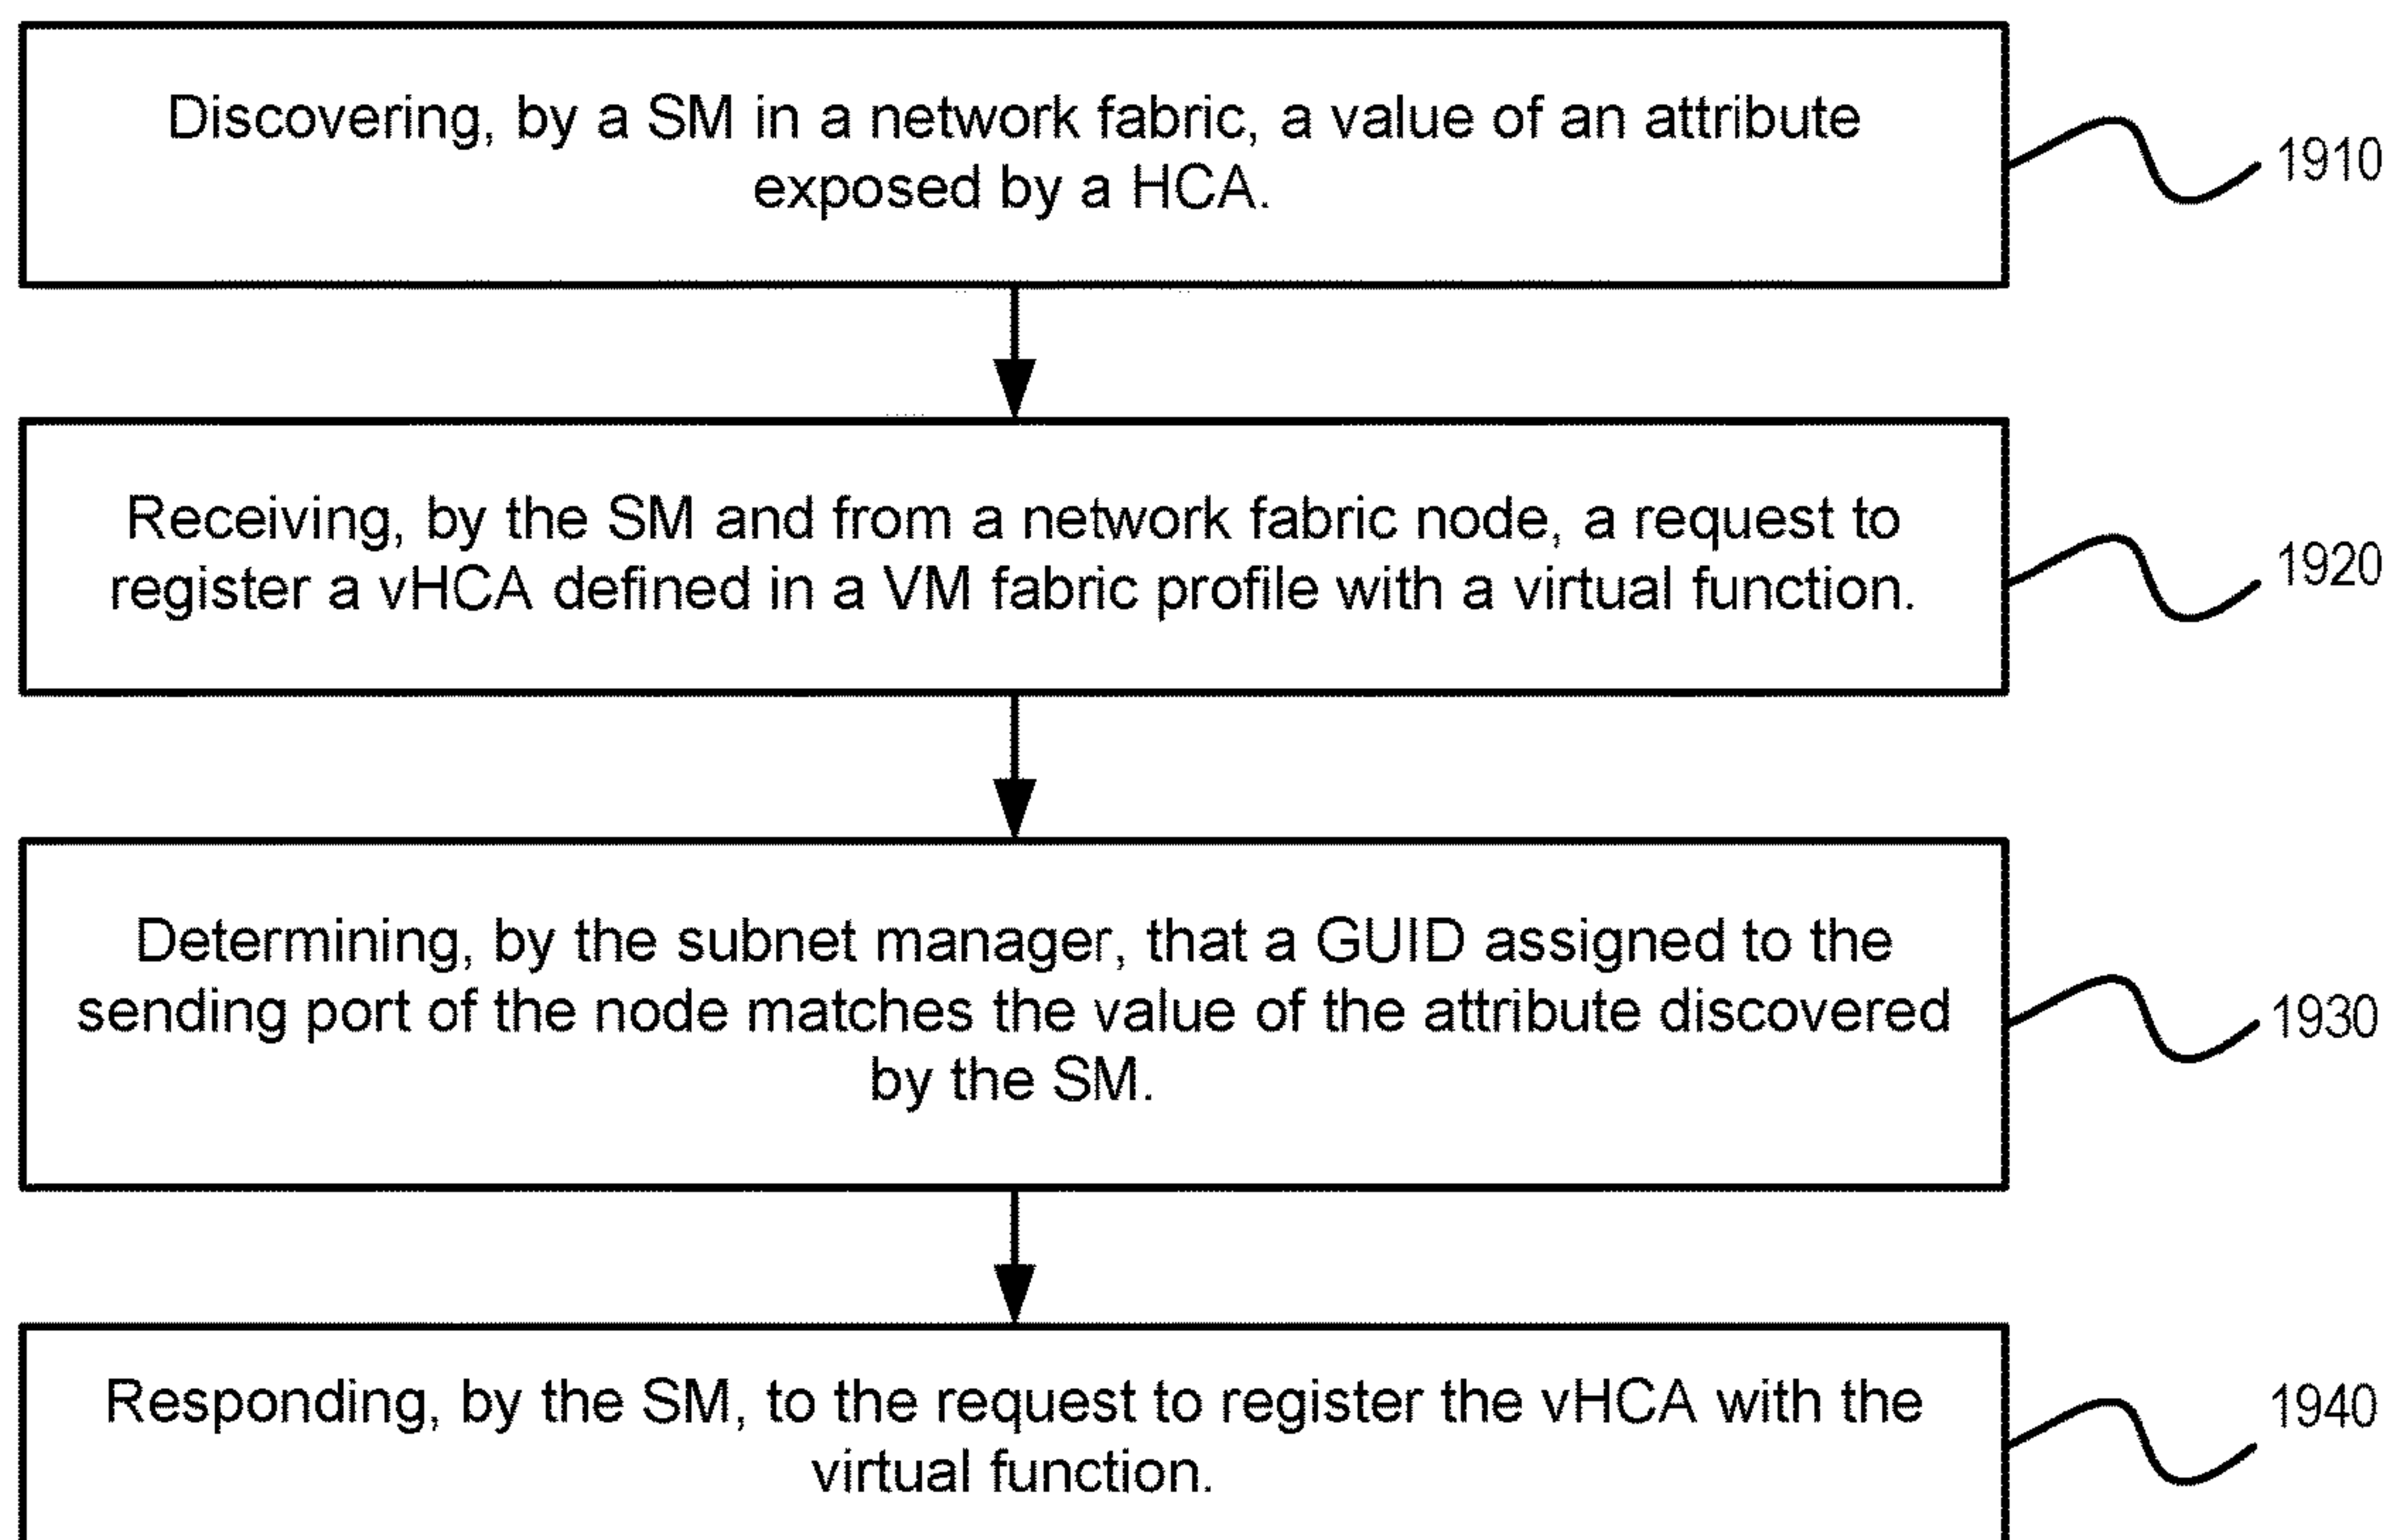 Discovering, by a SM in a network fabric, a value of an attribute
exposed by a HCA.
1910
Receiving, by the SM and from a network fabric node, a request to
register a vHCA defined in a VM fabric profile with a virtual function.
1920
Determining, by the subnet manager, that a GUID assigned to the
sending port of the node matches the value of the attribute discovered
by the SM.
1930
Responding, by the SM, to the request to register the vHCA with the
virtual function.
1940